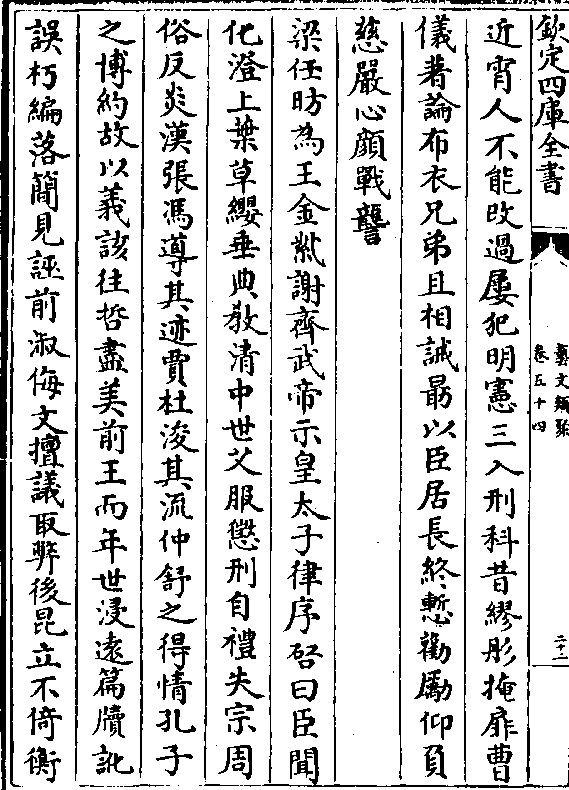 欽定四庫全書
藝文類聚
卷五十四
二十二
近宵人不能改過屢犯明憲三入刑科昔繆彤掩扉曹
儀著論布衣兄弟且相誡朂以臣居長終慙勸勵仰負
慈嚴心顔戰讋
梁任昉為王金紫謝齊武帝示皇太子律序啓曰臣聞
化澄上葉草纓垂典教清中世艾服懲刑自禮失宗周
俗反炎漢張馮導其迹賈杜浚其流仲舒之得情孔子
之博約故以義該往哲盡美前王而年世浸遠篇牘訛
誤朽編落簡見誣前淑侮文擅議取弊後昆立不倚衡